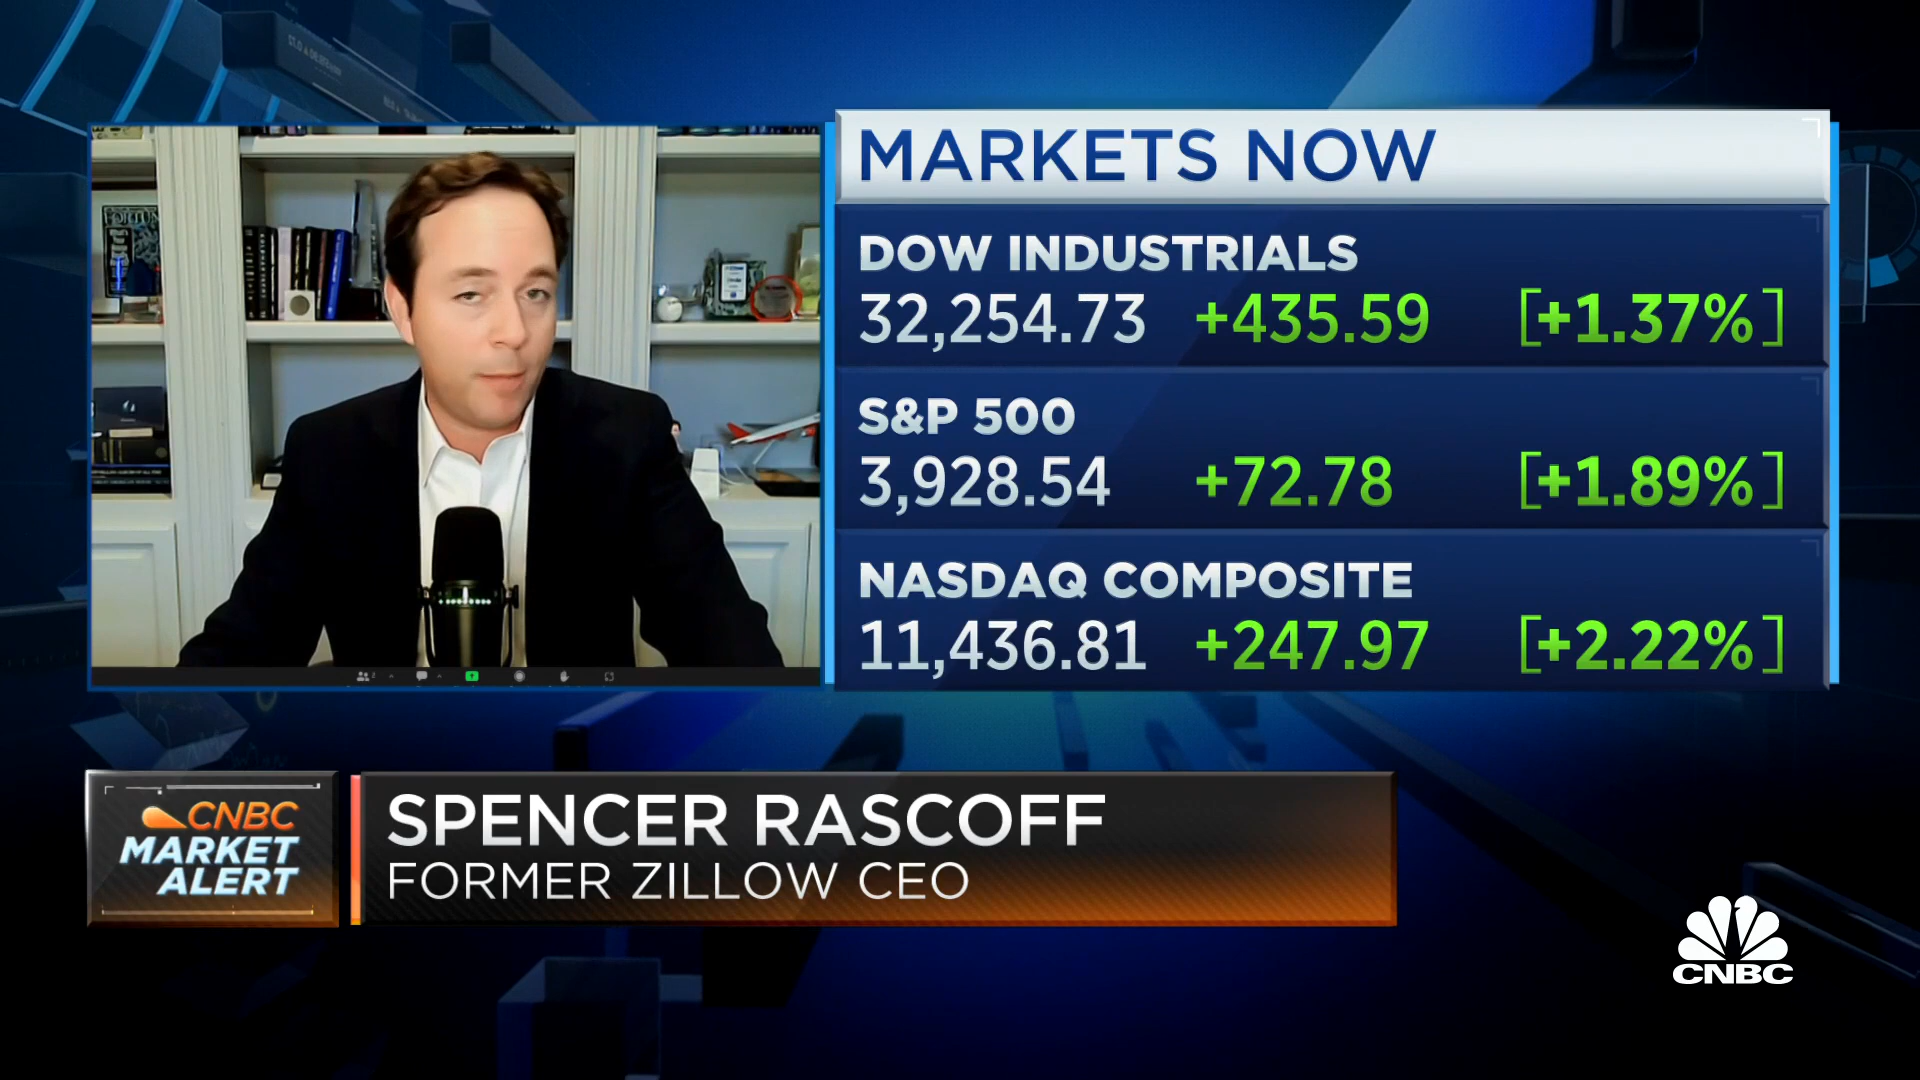 FORTUNE
MARKETS NOW
DOW INDUSTRIALS
32,254.73 +435.59 [+1.37%]
S&P 500
3,928.54 +72.78 [+1.89%]
NASDAQ COMPOSITE
11,436.81 +247.97 [+2.22%]
CNBC
MARKET
ALERT
SPENCER RASCOFF
FORMER ZILLOW CEO
CNBC